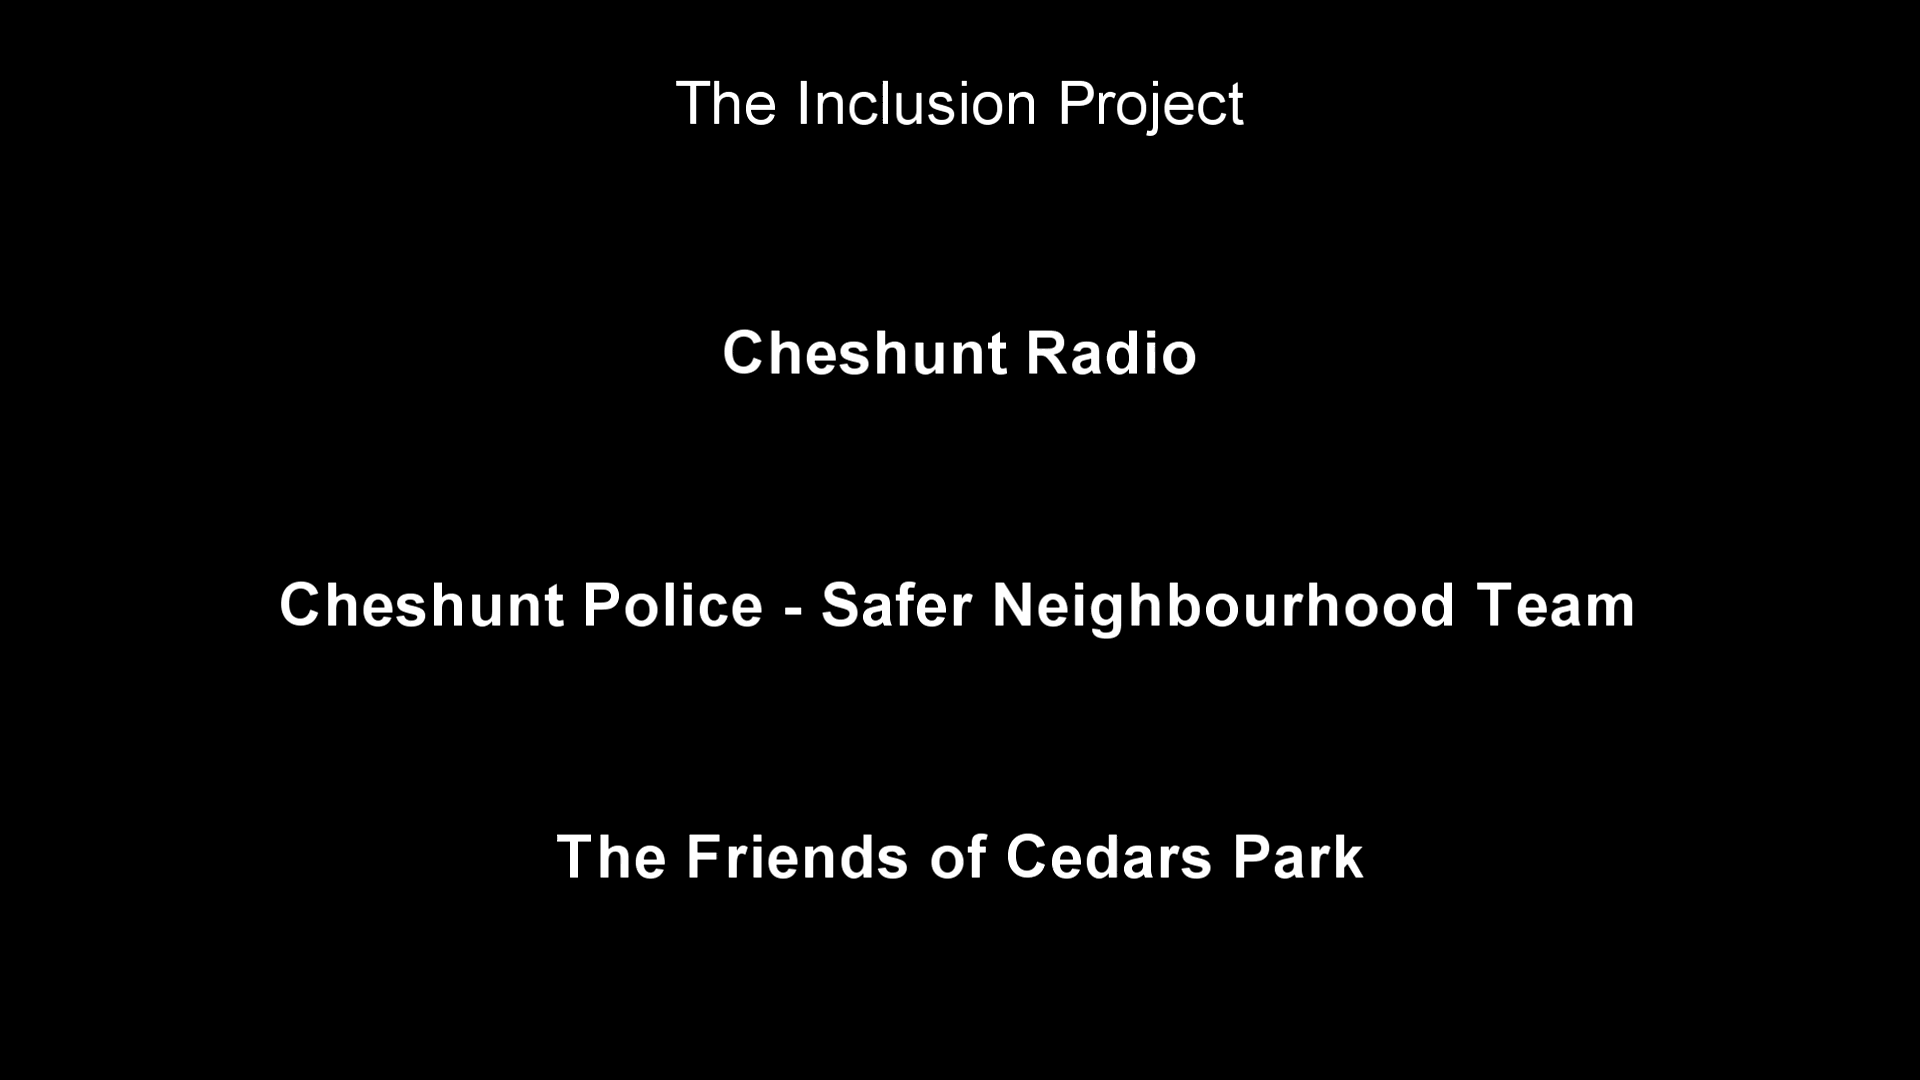 The Inclusion Project
Cheshunt Radio
Cheshunt Police - Safer Neighbourhood Team
The Friends of Cedars Park